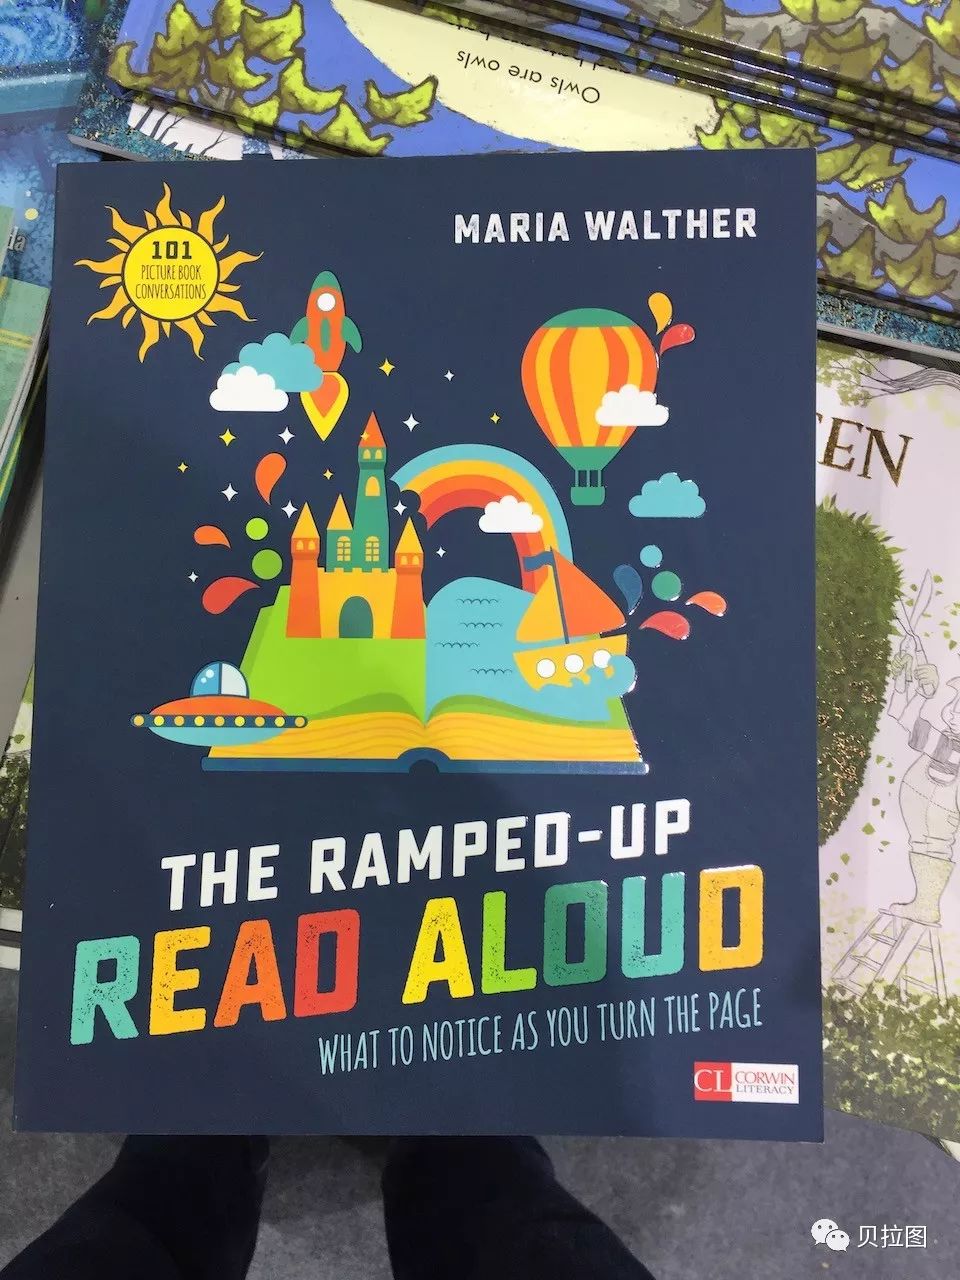 Owls are owls
MARIA WALTHER
101
PICTURE BOOK
CONVERSATIONS
THE RAMPED-UP
READ ALOUD
WHAT TO NOTICE AS YOU TURN THE PAGE
CL CORWIN
LITERACY
贝拉图